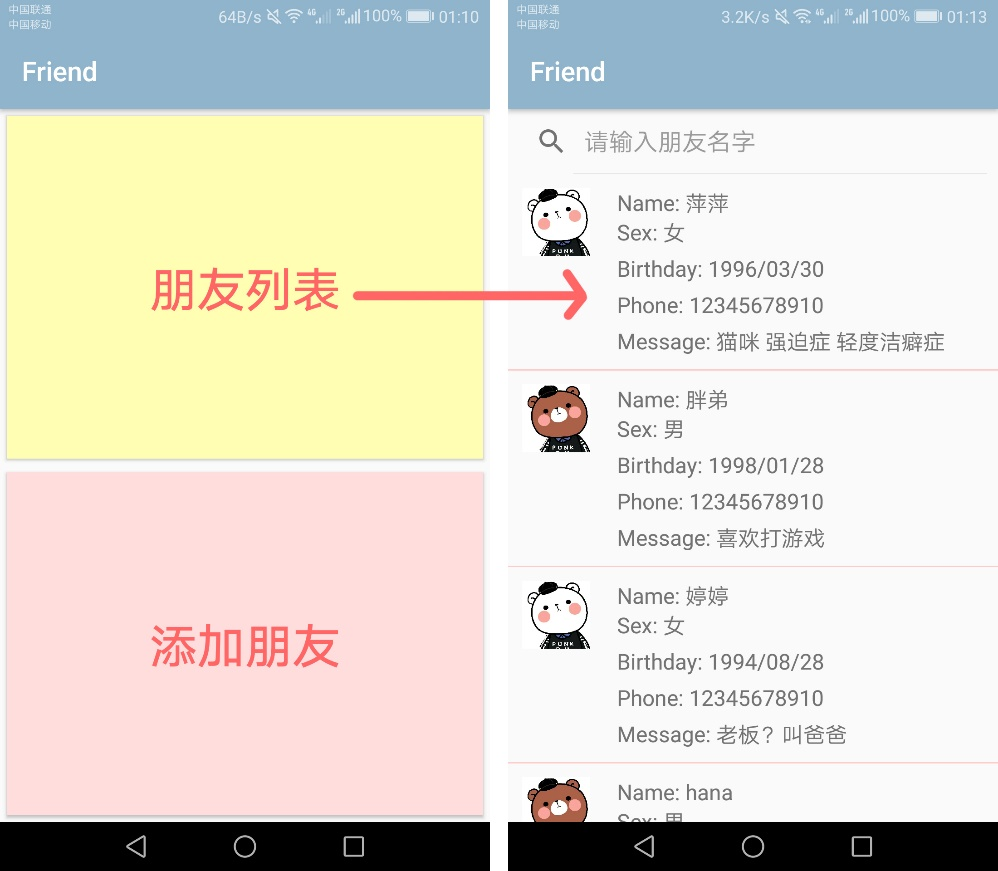 中国联通
中国移动
64B/s 4G 2G 100% 01:10
Friend
朋友列表
添加朋友
中国联通
中国移动
3.2K/s 4G 2G 100% 01:13
Friend
请输入朋友名字
PUNK
Name: 萍萍
Sex: 女
Birthday: 1996/03/30
Phone: 12345678910
Message: 猫咪 强迫症 轻度洁癖症
PUNK
Name: 胖弟
Sex: 男
Birthday: 1998/01/28
Phone: 12345678910
Message: 喜欢打游戏
PUNK
Name: 婷婷
Sex: 女
Birthday: 1994/08/28
Phone: 12345678910
Message: 老板？叫爸爸
Name: hana
Sex: 男